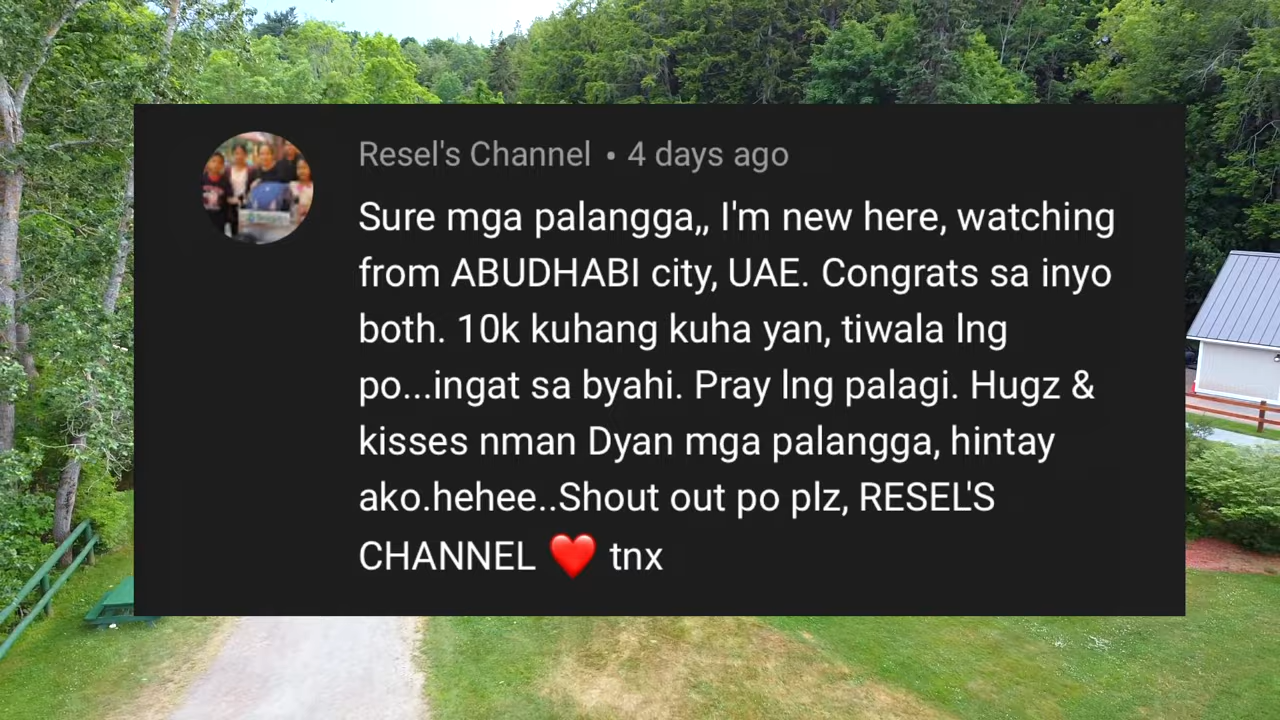 Resel's Channel • 4 days ago
Sure mga palangga,, I'm new here, watching
from ABUDHABI city, UAE. Congrats sa inyo
both. 10k kuhang kuha yan, tiwala lng
po...ingat sa byahi. Pray lng palagi. Hugz &
kisses nman Dyan mga palangga, hintay
ako.hehee..Shout out po plz, RESEL'S
CHANNEL ❤️ tnx